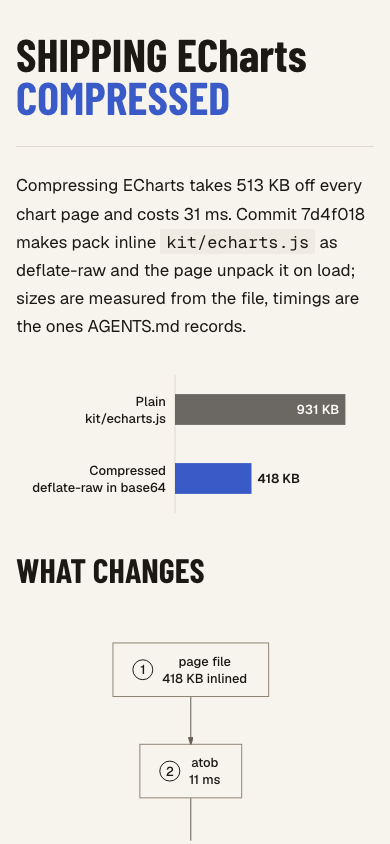 SHIPPING ECharts
COMPRESSED
Compressing ECharts takes 513 KB off every
chart page and costs 31 ms. Commit 7d4f018
makes pack inline kit/echarts.js as
deflate-raw and the page unpack it on load;
sizes are measured from the file, timings are
the ones AGENTS.md records.
Plain
kit/echarts.js
931 KB
Compressed
deflate-raw in base64
418 KB
WHAT CHANGES
1
page file
418 KB inlined
2
atob
11 ms